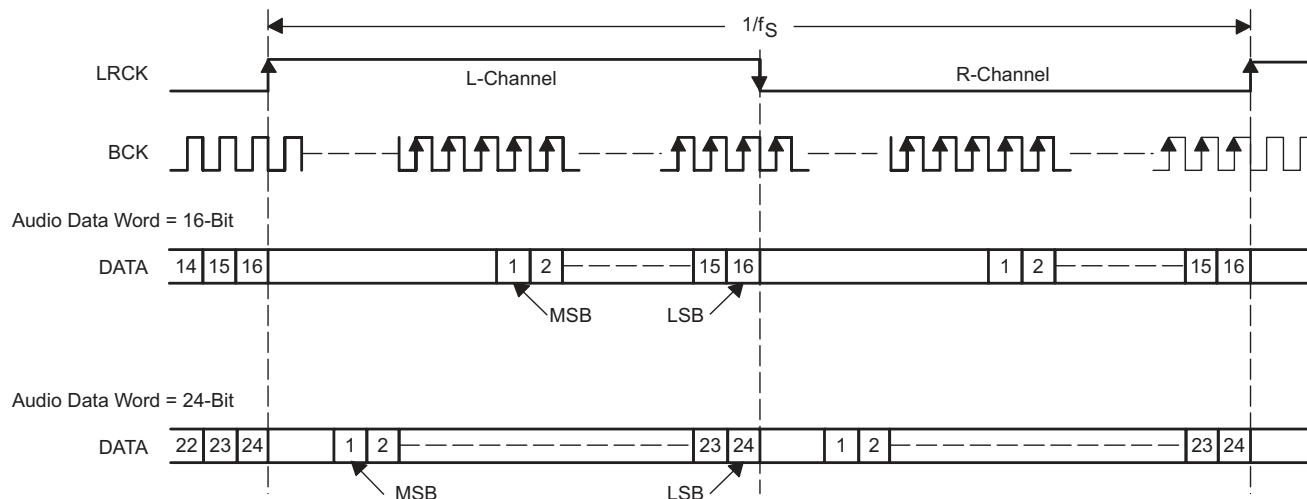 1/fS
LRCK
L-Channel
R-Channel
BCK
Audio Data Word = 16-Bit
DATA 14 15 16 1 2 15 16 1 2 15 16
MSB LSB
Audio Data Word = 24-Bit
DATA 22 23 24 1 2 23 24 1 2 23 24
MSB LSB